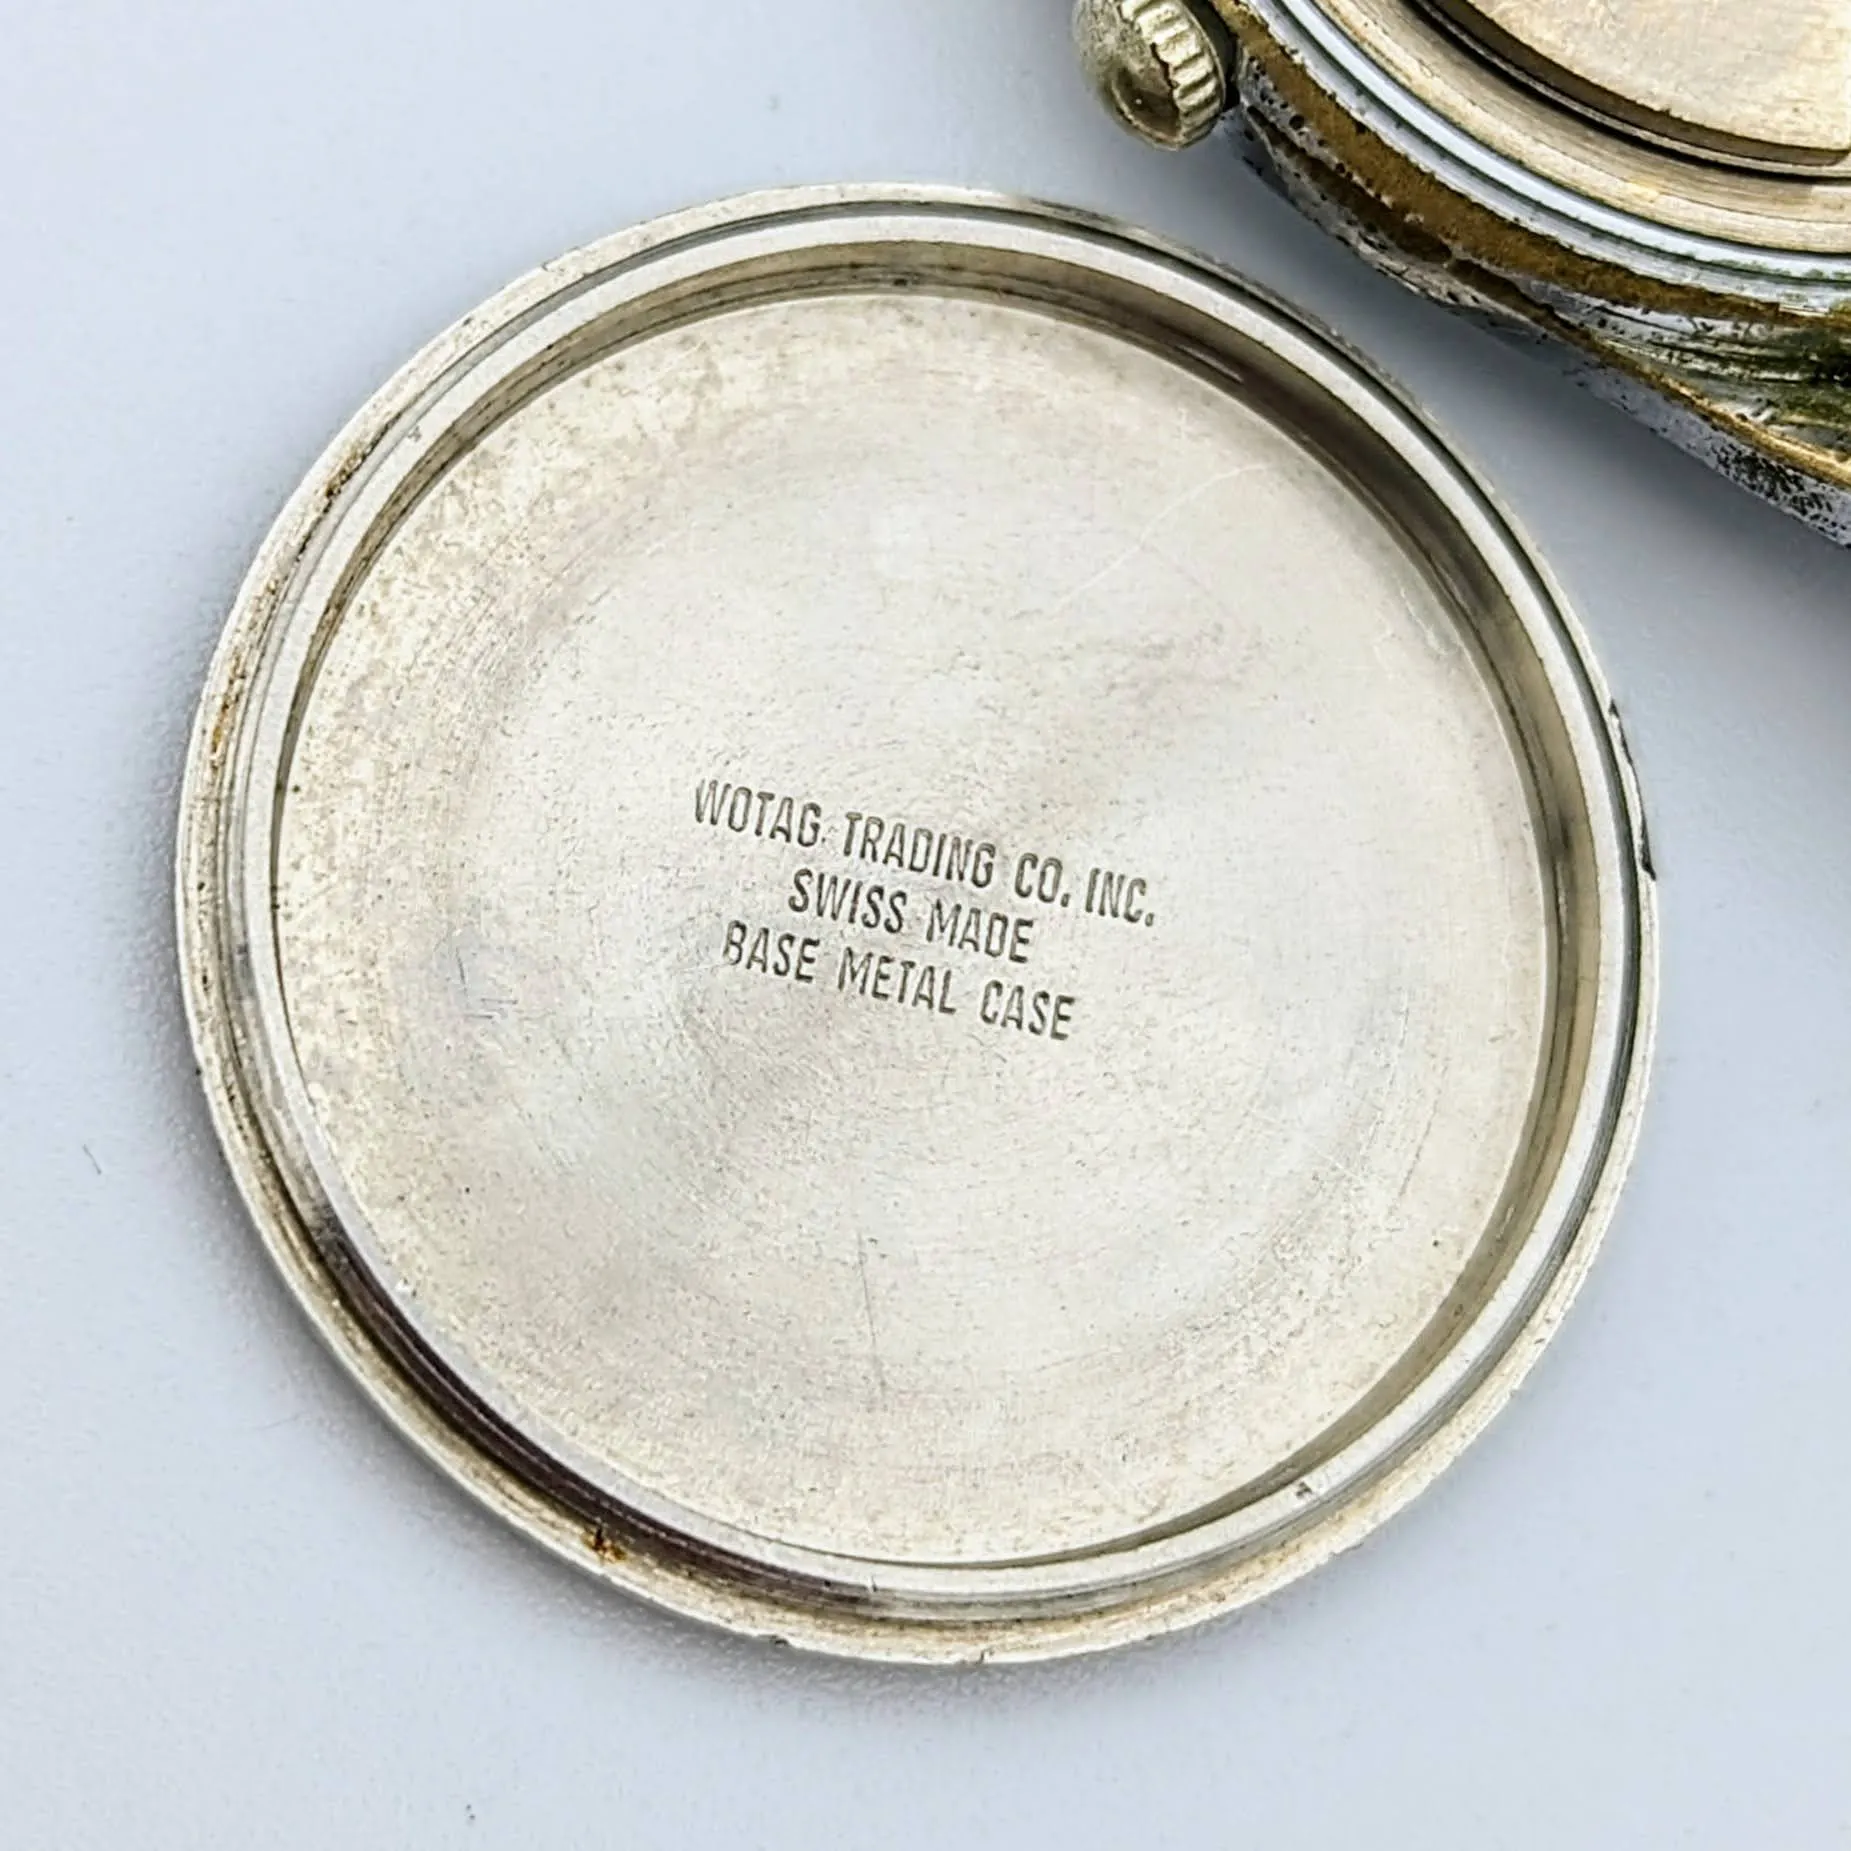 WOTAG TRADING CO. INC.
SWISS MADE
BASE METAL CASE